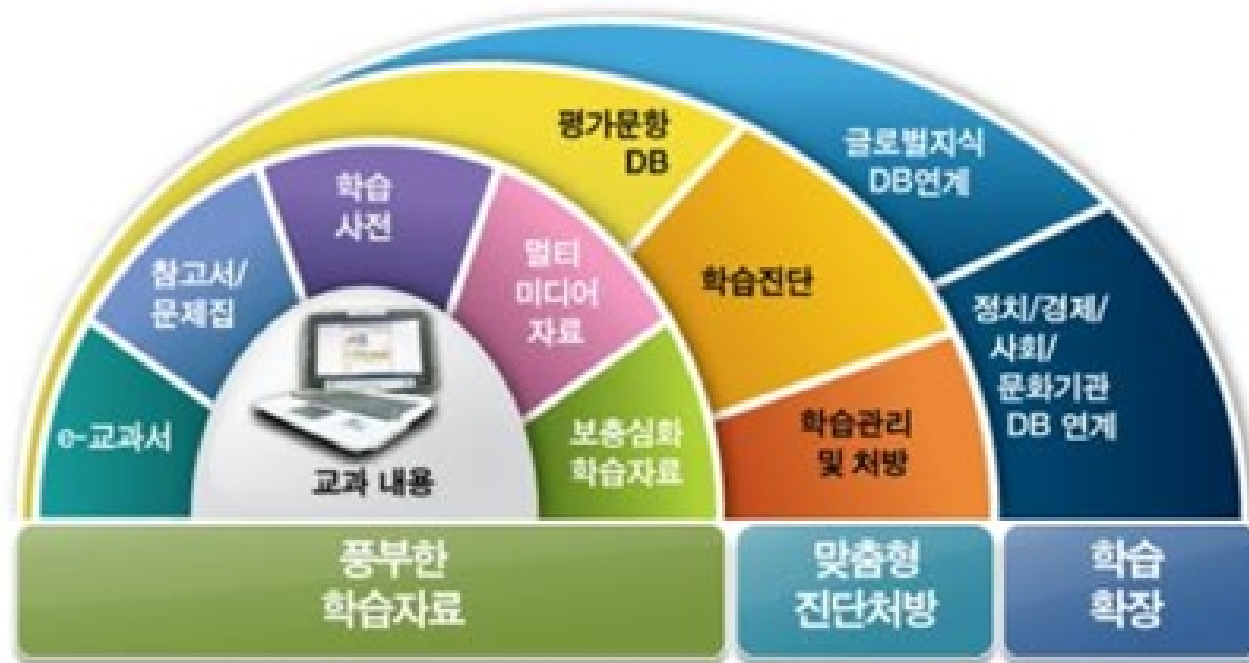 평가문항
DB
글로벌지식
DB연계
학습
사전
멀티
미디어
자료
참고서/
문제집
학습진단
정치/경제/
사회/
문화기관
DB 연계
e-교과서
보충심화
학습자료
학습관리
및 처방
교과 내용
풍부한
학습자료
맞춤형
진단처방
학습
확장